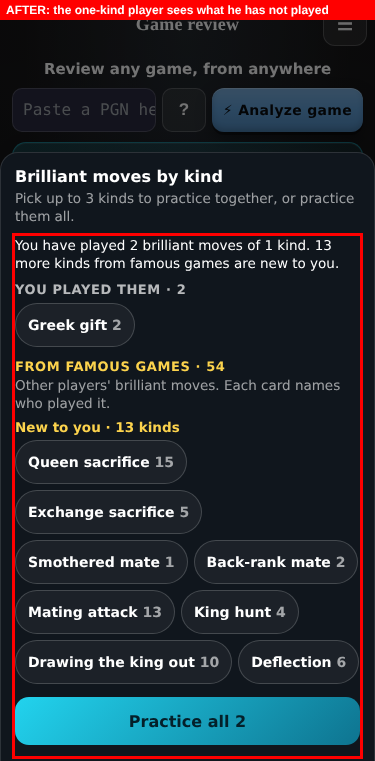 AFTER: the one-kind player sees what he has not played
Game review
☰
Review any game, from anywhere
Paste a PGN he
?
⚡ Analyze game
Brilliant moves by kind
Pick up to 3 kinds to practice together, or practice
them all.
You have played 2 brilliant moves of 1 kind. 13
more kinds from famous games are new to you.
YOU PLAYED THEM · 2
Greek gift 2
FROM FAMOUS GAMES · 54
Other players' brilliant moves. Each card names
who played it.
New to you · 13 kinds
Queen sacrifice 15
Exchange sacrifice 5
Smothered mate 1 Back-rank mate 2
Mating attack 13 King hunt 4
Drawing the king out 10 Deflection 6
Practice all 2